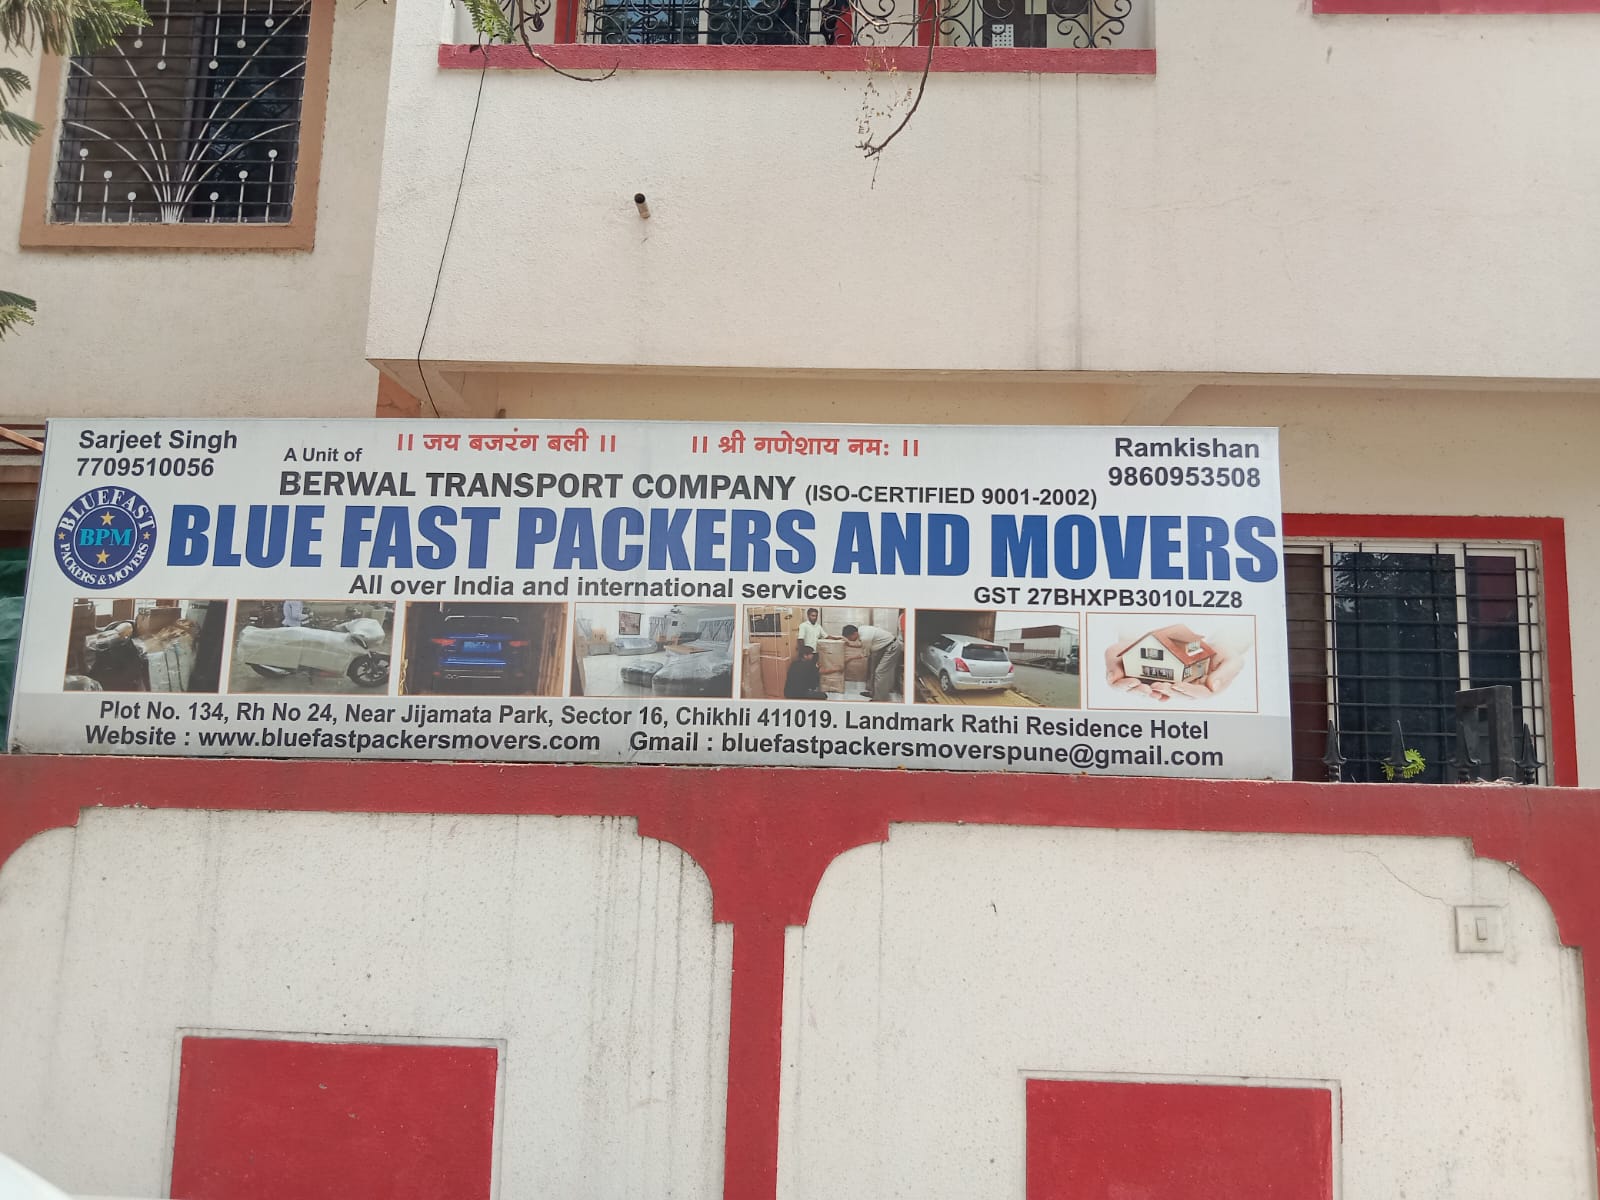 Sarjeet Singh
7709510056
।। जय बजरंग बली ।। ।। श्री गणेशाय नमः ।।
Ramkishan
9860953508
A Unit of
BERWAL TRANSPORT COMPANY (ISO-CERTIFIED 9001-2002)
BLUEFAST
BPM
PACKERS & MOVERS
BLUE FAST PACKERS AND MOVERS
All over India and international services
GST 27BHXPB3010L2Z8
Plot No. 134, Rh No 24, Near Jijamata Park, Sector 16, Chikhli 411019. Landmark Rathi Residence Hotel
Website : www.bluefastpackersmovers.com Gmail : bluefastpackersmoverspune@gmail.com